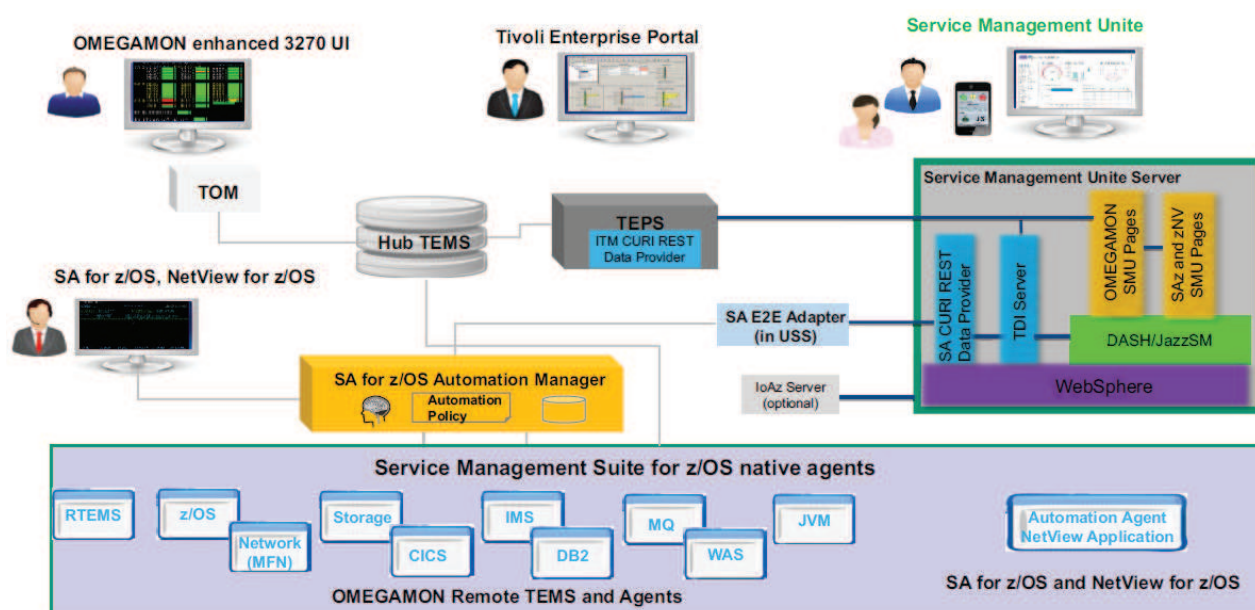 OMEGAMON enhanced 3270 UI
Tivoli Enterprise Portal
Service Management Unite
TOM
Hub TEMS
TEPS
ITM CURI REST
Data Provider
Service Management Unite Server
OMEGAMON
SMU Pages
SAz and zNV
SMU Pages
SA CURI REST
Data Provider
TDI Server
DASH/JazzSM
WebSphere
SA for z/OS, NetView for z/OS
SA E2E Adapter
(in USS)
IoAz Server
(optional)
SA for z/OS Automation Manager
Automation
Policy
Service Management Suite for z/OS native agents
RTEMS
z/OS
Network
(MFN)
Storage
CICS
IMS
DB2
MQ
WAS
JVM
Automation Agent
NetView Application
OMEGAMON Remote TEMS and Agents
SA for z/OS and NetView for z/OS